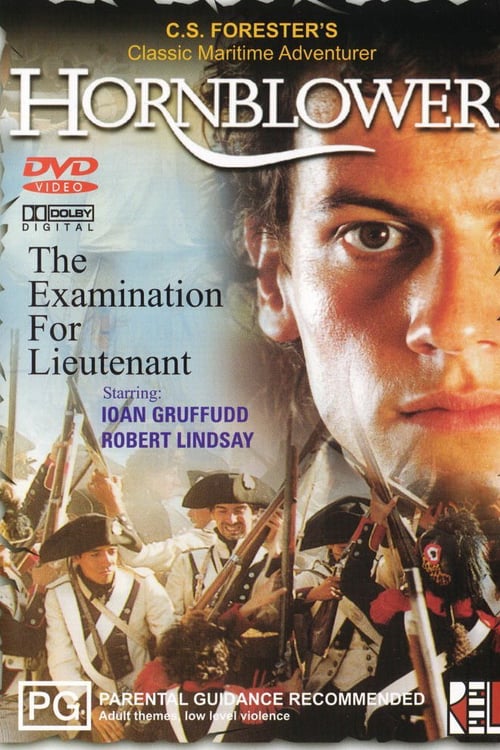 C.S. FORESTER'S
Classic Maritime Adventurer
HORNBLOWER
DVD
VIDEO
DOLBY
DIGITAL
The
Examination
For
Lieutenant
Starring:
IOAN GRUFFUDD
ROBERT LINDSAY
PG
PARENTAL GUIDANCE RECOMMENDED
Adult themes, low level violence